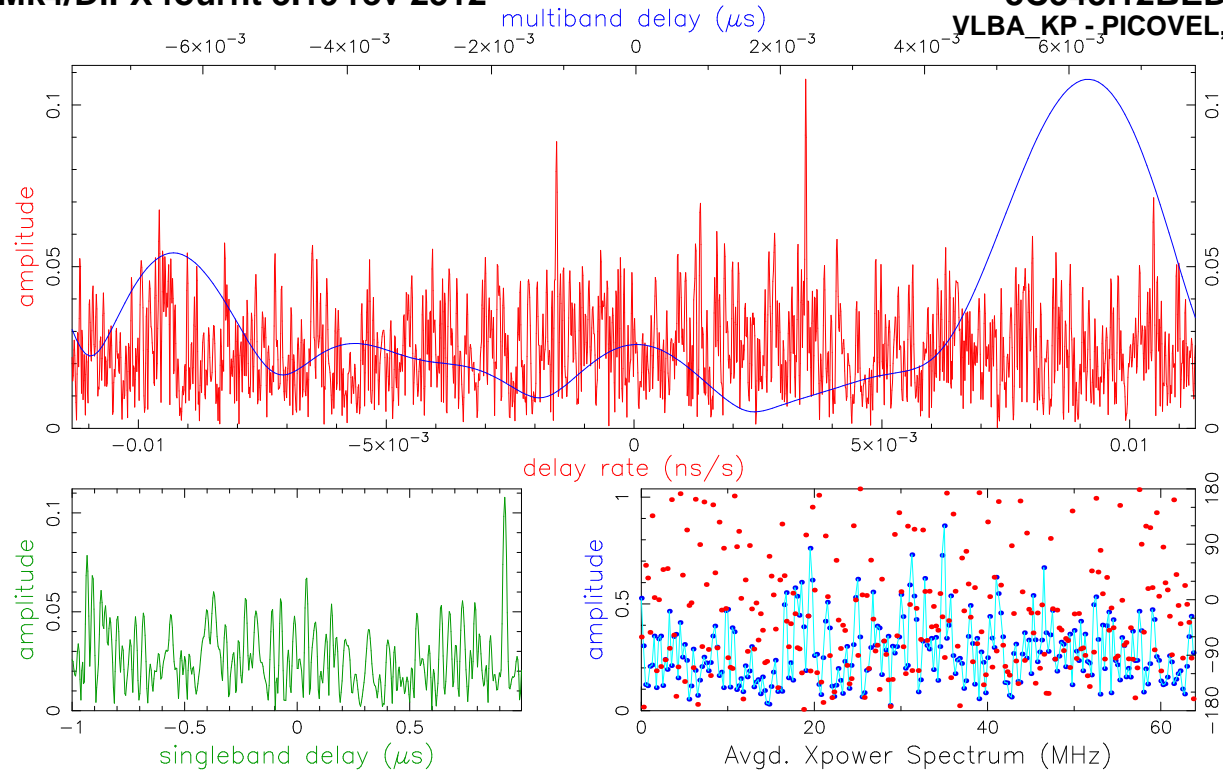 multiband delay (μs)
VLBA_KP - PICOVEL,
−6×10⁻³ −4×10⁻³ −2×10⁻³ 0 2×10⁻³ 4×10⁻³ 6×10⁻³
amplitude
0 0.05 0.1
0 0.05 0.1
−0.01 −5×10⁻³ 0 5×10⁻³ 0.01
delay rate (ns/s)
amplitude
0 0.05 0.1
−1 −0.5 0 0.5
singleband delay (μs)
amplitude
0 0.5 1
−180 −90 0 90 180
0 20 40 60
Avgd. Xpower Spectrum (MHz)